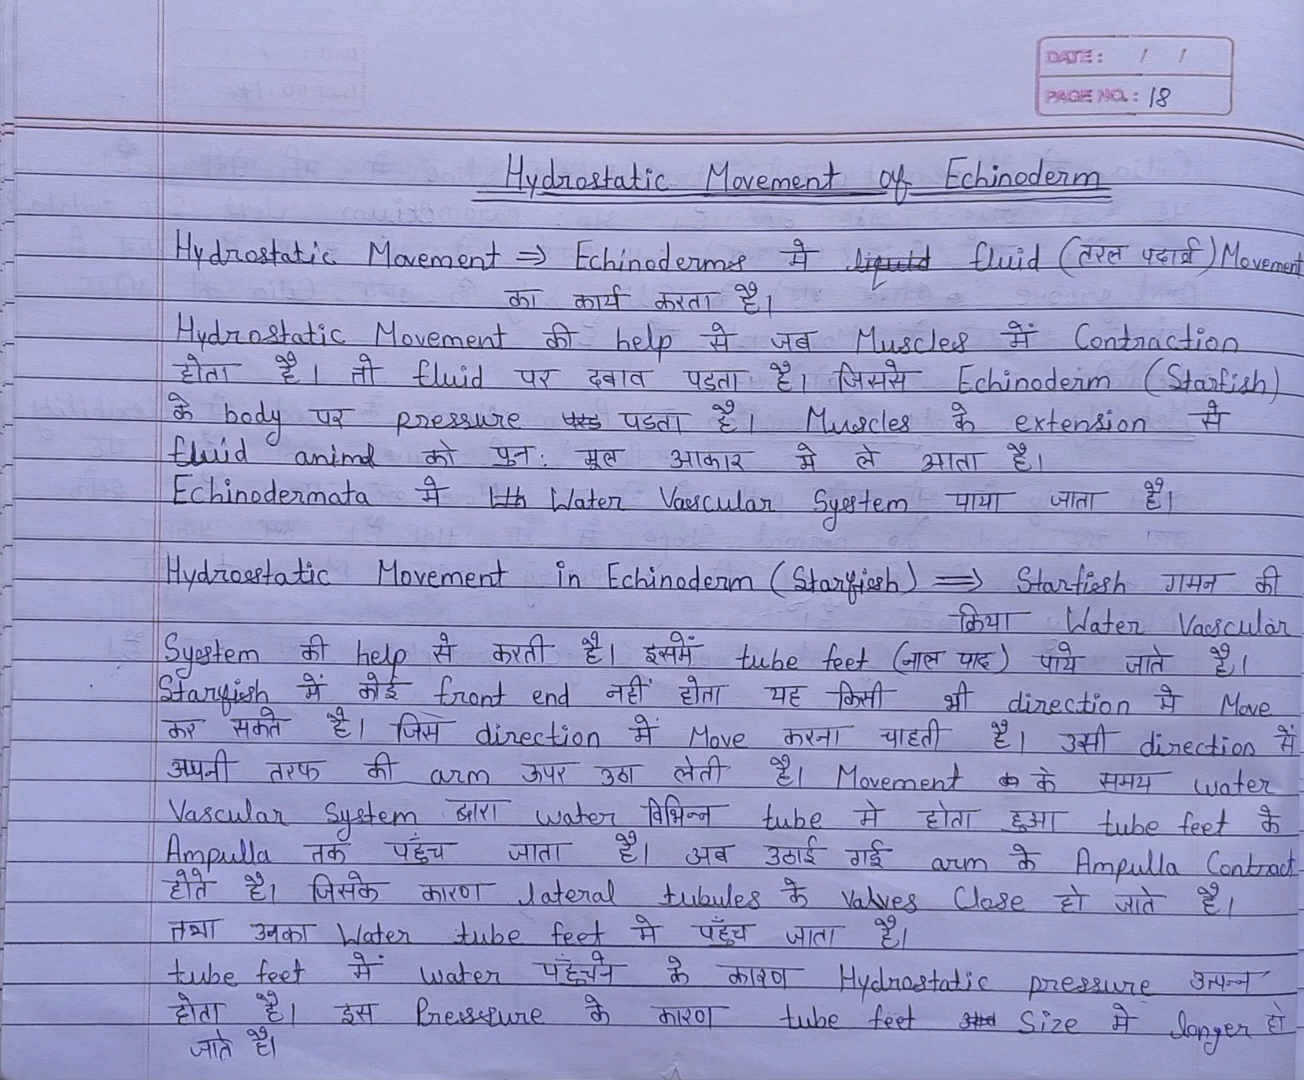 DATE: / /
PAGE NO.: 18
Hydrostatic Movement of Echinoderm
Hydrostatic Movement ⇒ Echinoderms मे liquid fluid (तरल पदार्थ) Movement
का कार्य करता है।
Hydrostatic Movement की help से जब Muscles में Contraction
होता है। तो fluid पर दबाव पडता है। जिससे Echinoderm (Starfish)
के body पर pressure पडता है। Muscles के extension से
fluid animal को पुन: मूल आकार मे ले आता है।
Echinodermata मे Water Vascular System पाया जाता है।
Hydrostatic Movement in Echinoderm (Starfish) ⇒ Starfish गमन की
क्रिया Water Vascular
System की help से करती है। इसमें tube feet (नाल पाद) पाये जाते है।
Starfish में कोई front end नहीं होता यह किसी भी direction मे Move
कर सकते है। जिस direction में Move करना चाहती है। उसी direction में
अपनी तरफ की arm ऊपर उठा लेती है। Movement के समय water
Vascular System द्वारा water विभिन्न tube मे होता हुआ tube feet के
Ampulla तक पहुँच जाता है। अब उठाई गई arm के Ampulla Contract
होते है। जिसके कारण lateral tubules के valves Close हो जाते है।
तथा उनका Water tube feet मे पहुँच जाता है।
tube feet में water पहुँचने के कारण Hydrostatic pressure उत्पन्न
होता है। इस Pressure के कारण tube feet Size मे longer हो
जाते है।